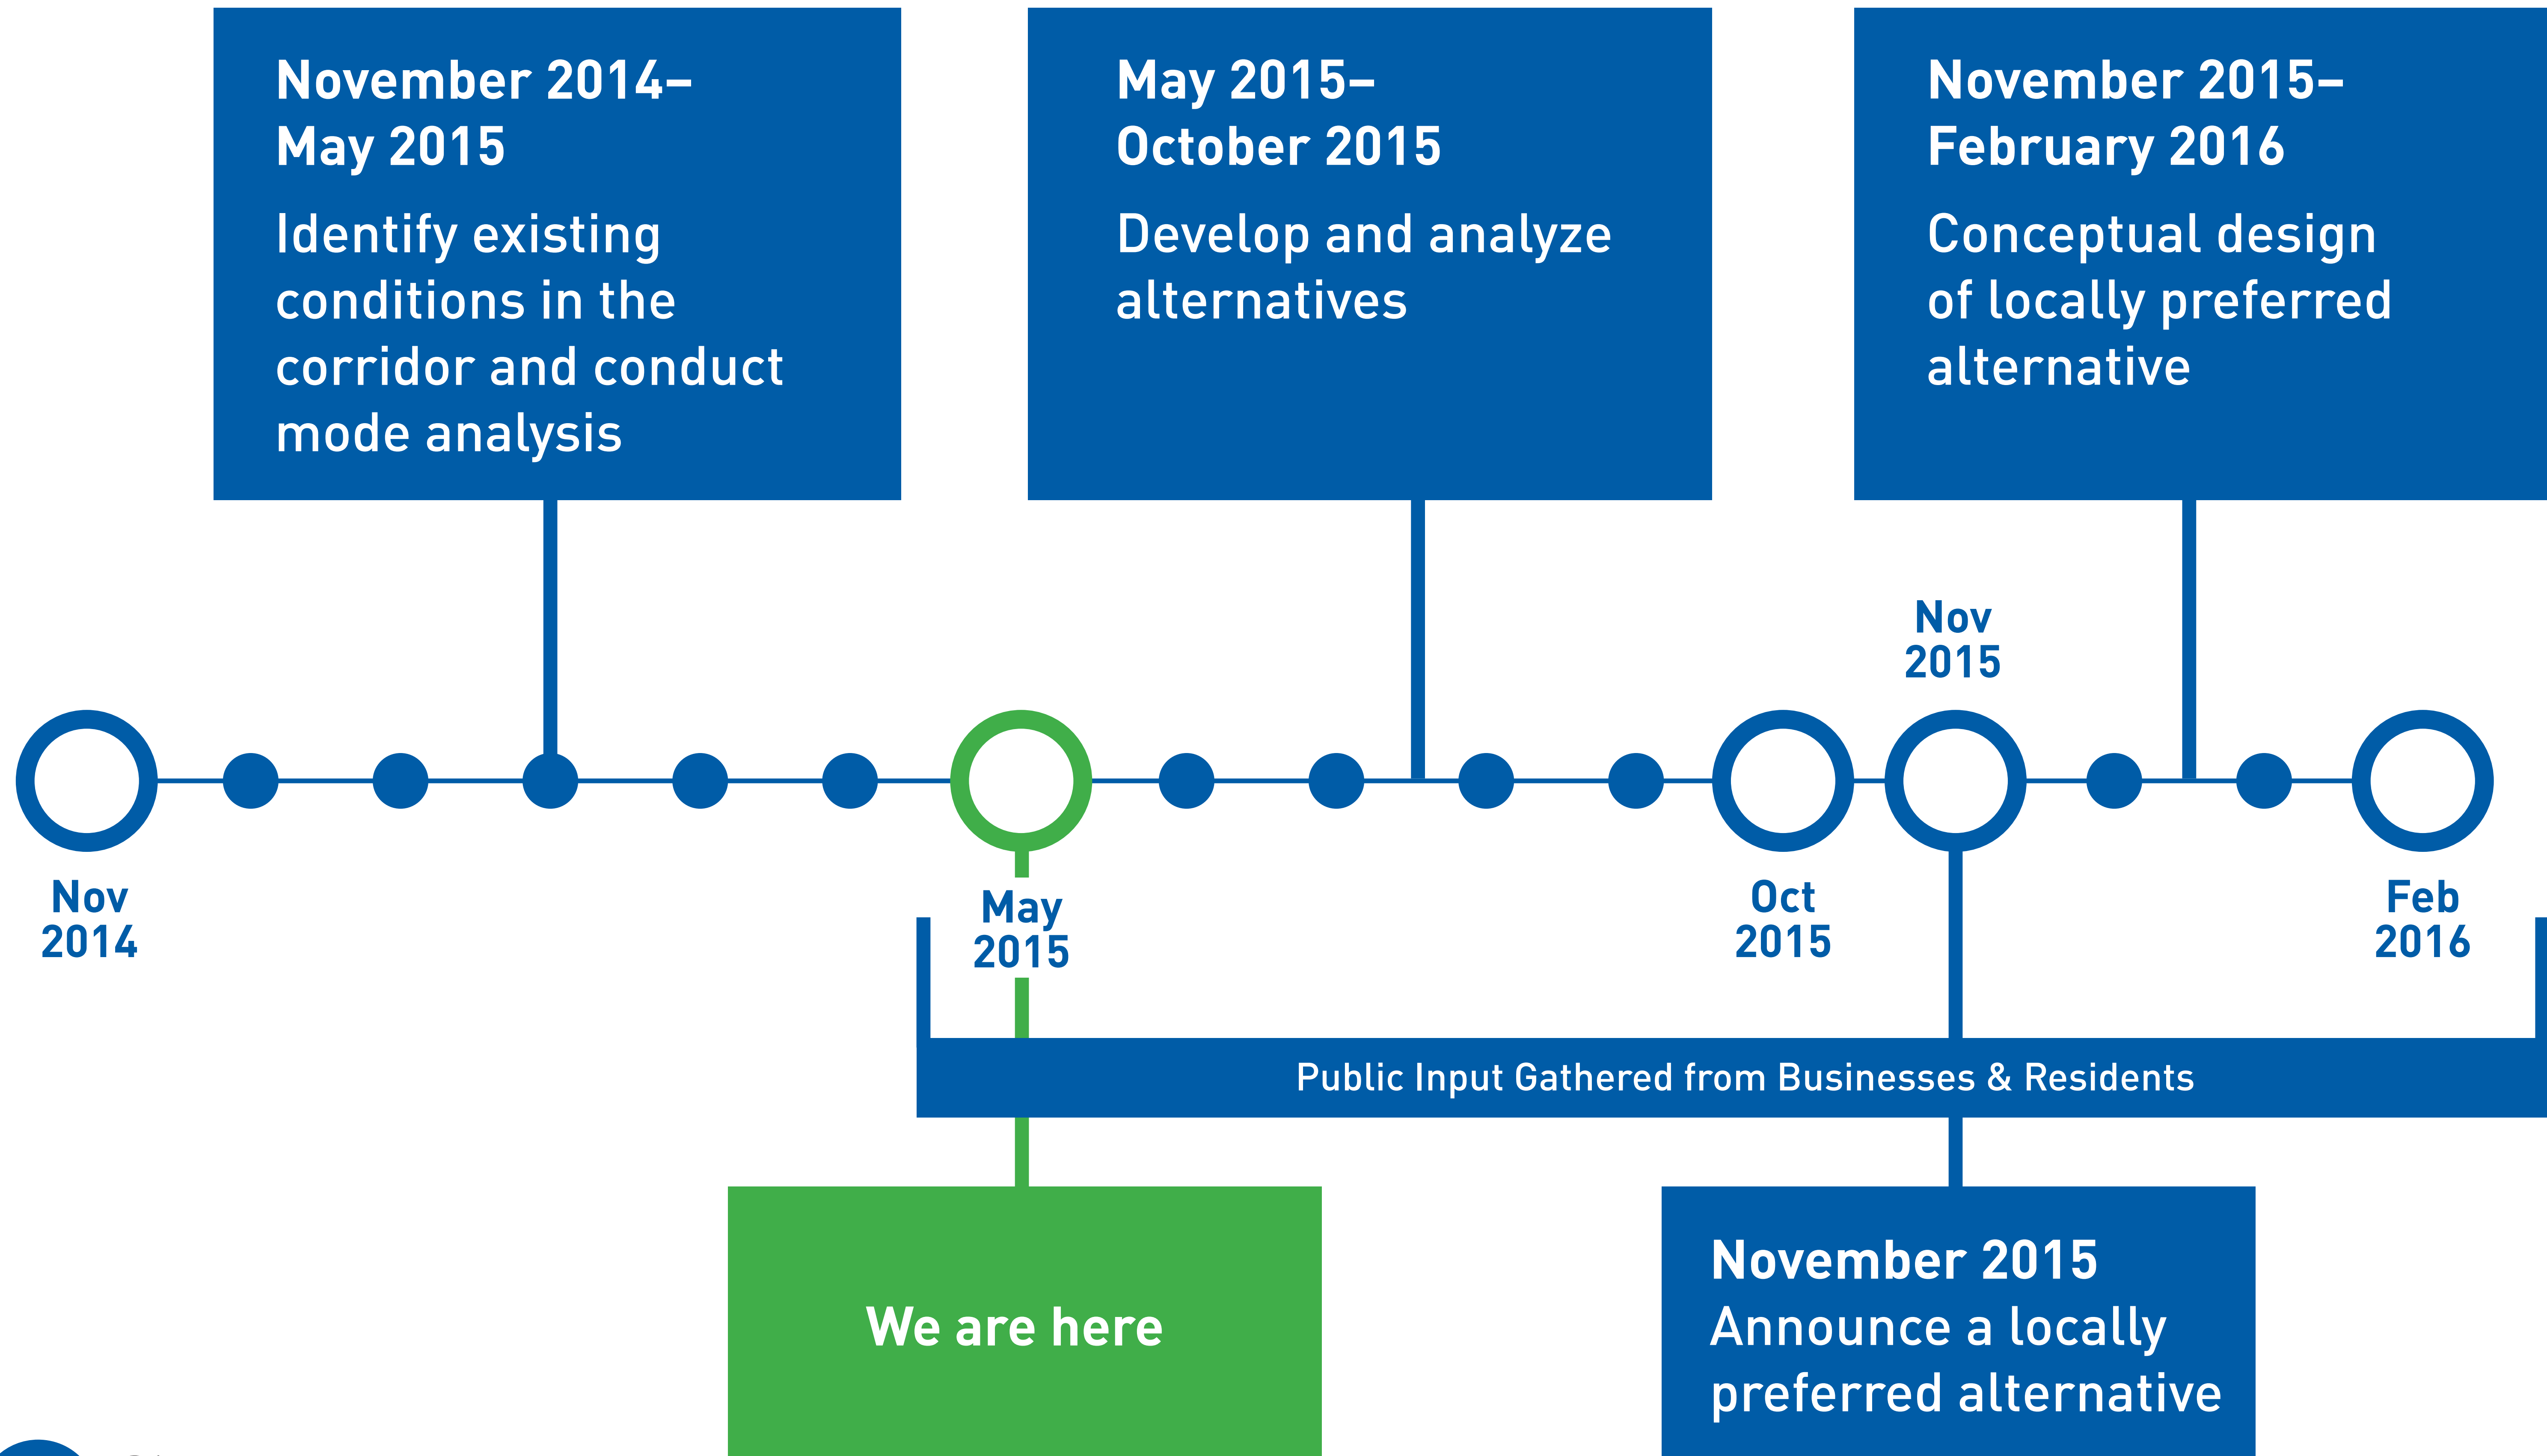 November 2014–
May 2015
Identify existing
conditions in the
corridor and conduct
mode analysis
May 2015–
October 2015
Develop and analyze
alternatives
November 2015–
February 2016
Conceptual design
of locally preferred
alternative
Nov
2015
Nov
2014
May
2015
Oct
2015
Feb
2016
Public Input Gathered from Businesses & Residents
We are here
November 2015
Announce a locally
preferred alternative